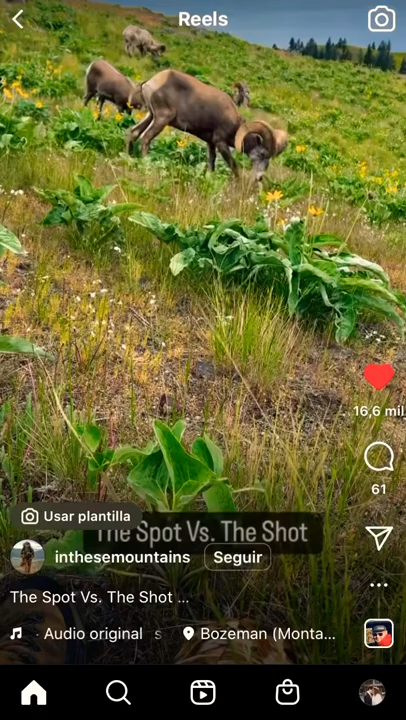 Reels
16,6 mil
61
Usar plantilla
The Spot Vs. The Shot
inthesemountains
Seguir
The Spot Vs. The Shot ...
· Audio original s
Bozeman (Monta...